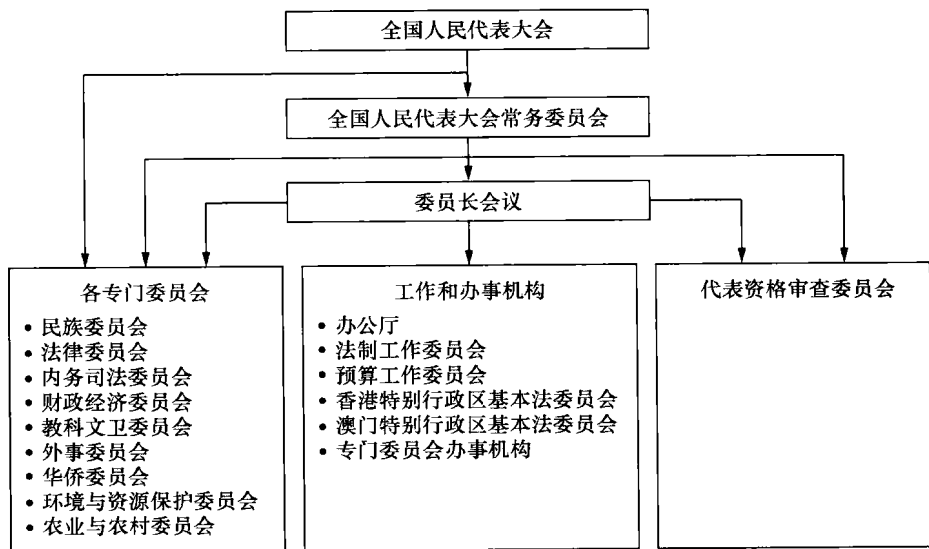 全国人民代表大会
全国人民代表大会常务委员会
委员长会议
各专门委员会
• 民族委员会
• 法律委员会
• 内务司法委员会
• 财政经济委员会
• 教科文卫委员会
• 外事委员会
• 华侨委员会
• 环境与资源保护委员会
• 农业与农村委员会
工作和办事机构
• 办公厅
• 法制工作委员会
• 预算工作委员会
• 香港特别行政区基本法委员会
• 澳门特别行政区基本法委员会
• 专门委员会办事机构
代表资格审查委员会